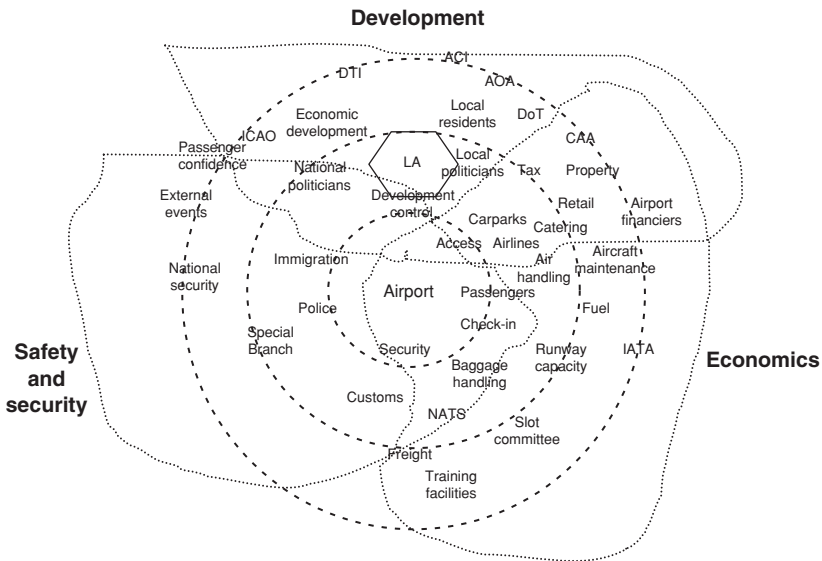 Development
ACI
DTI
AOA
Local
residents
DoT
Economic
development
ICAO
CAA
Passenger
confidence
LA
Local
politicians
National
politicians
Tax
Property
External
events
Development
control
Retail
Airport
financiers
Carparks
Catering
Access
Airlines
Immigration
Air
handling
Aircraft
maintenance
National
security
Airport
Passengers
Police
Fuel
Check-in
Special
Branch
Security
Runway
capacity
IATA
Safety
and
security
Economics
Baggage
handling
Customs
NATS
Slot
committee
Freight
Training
facilities